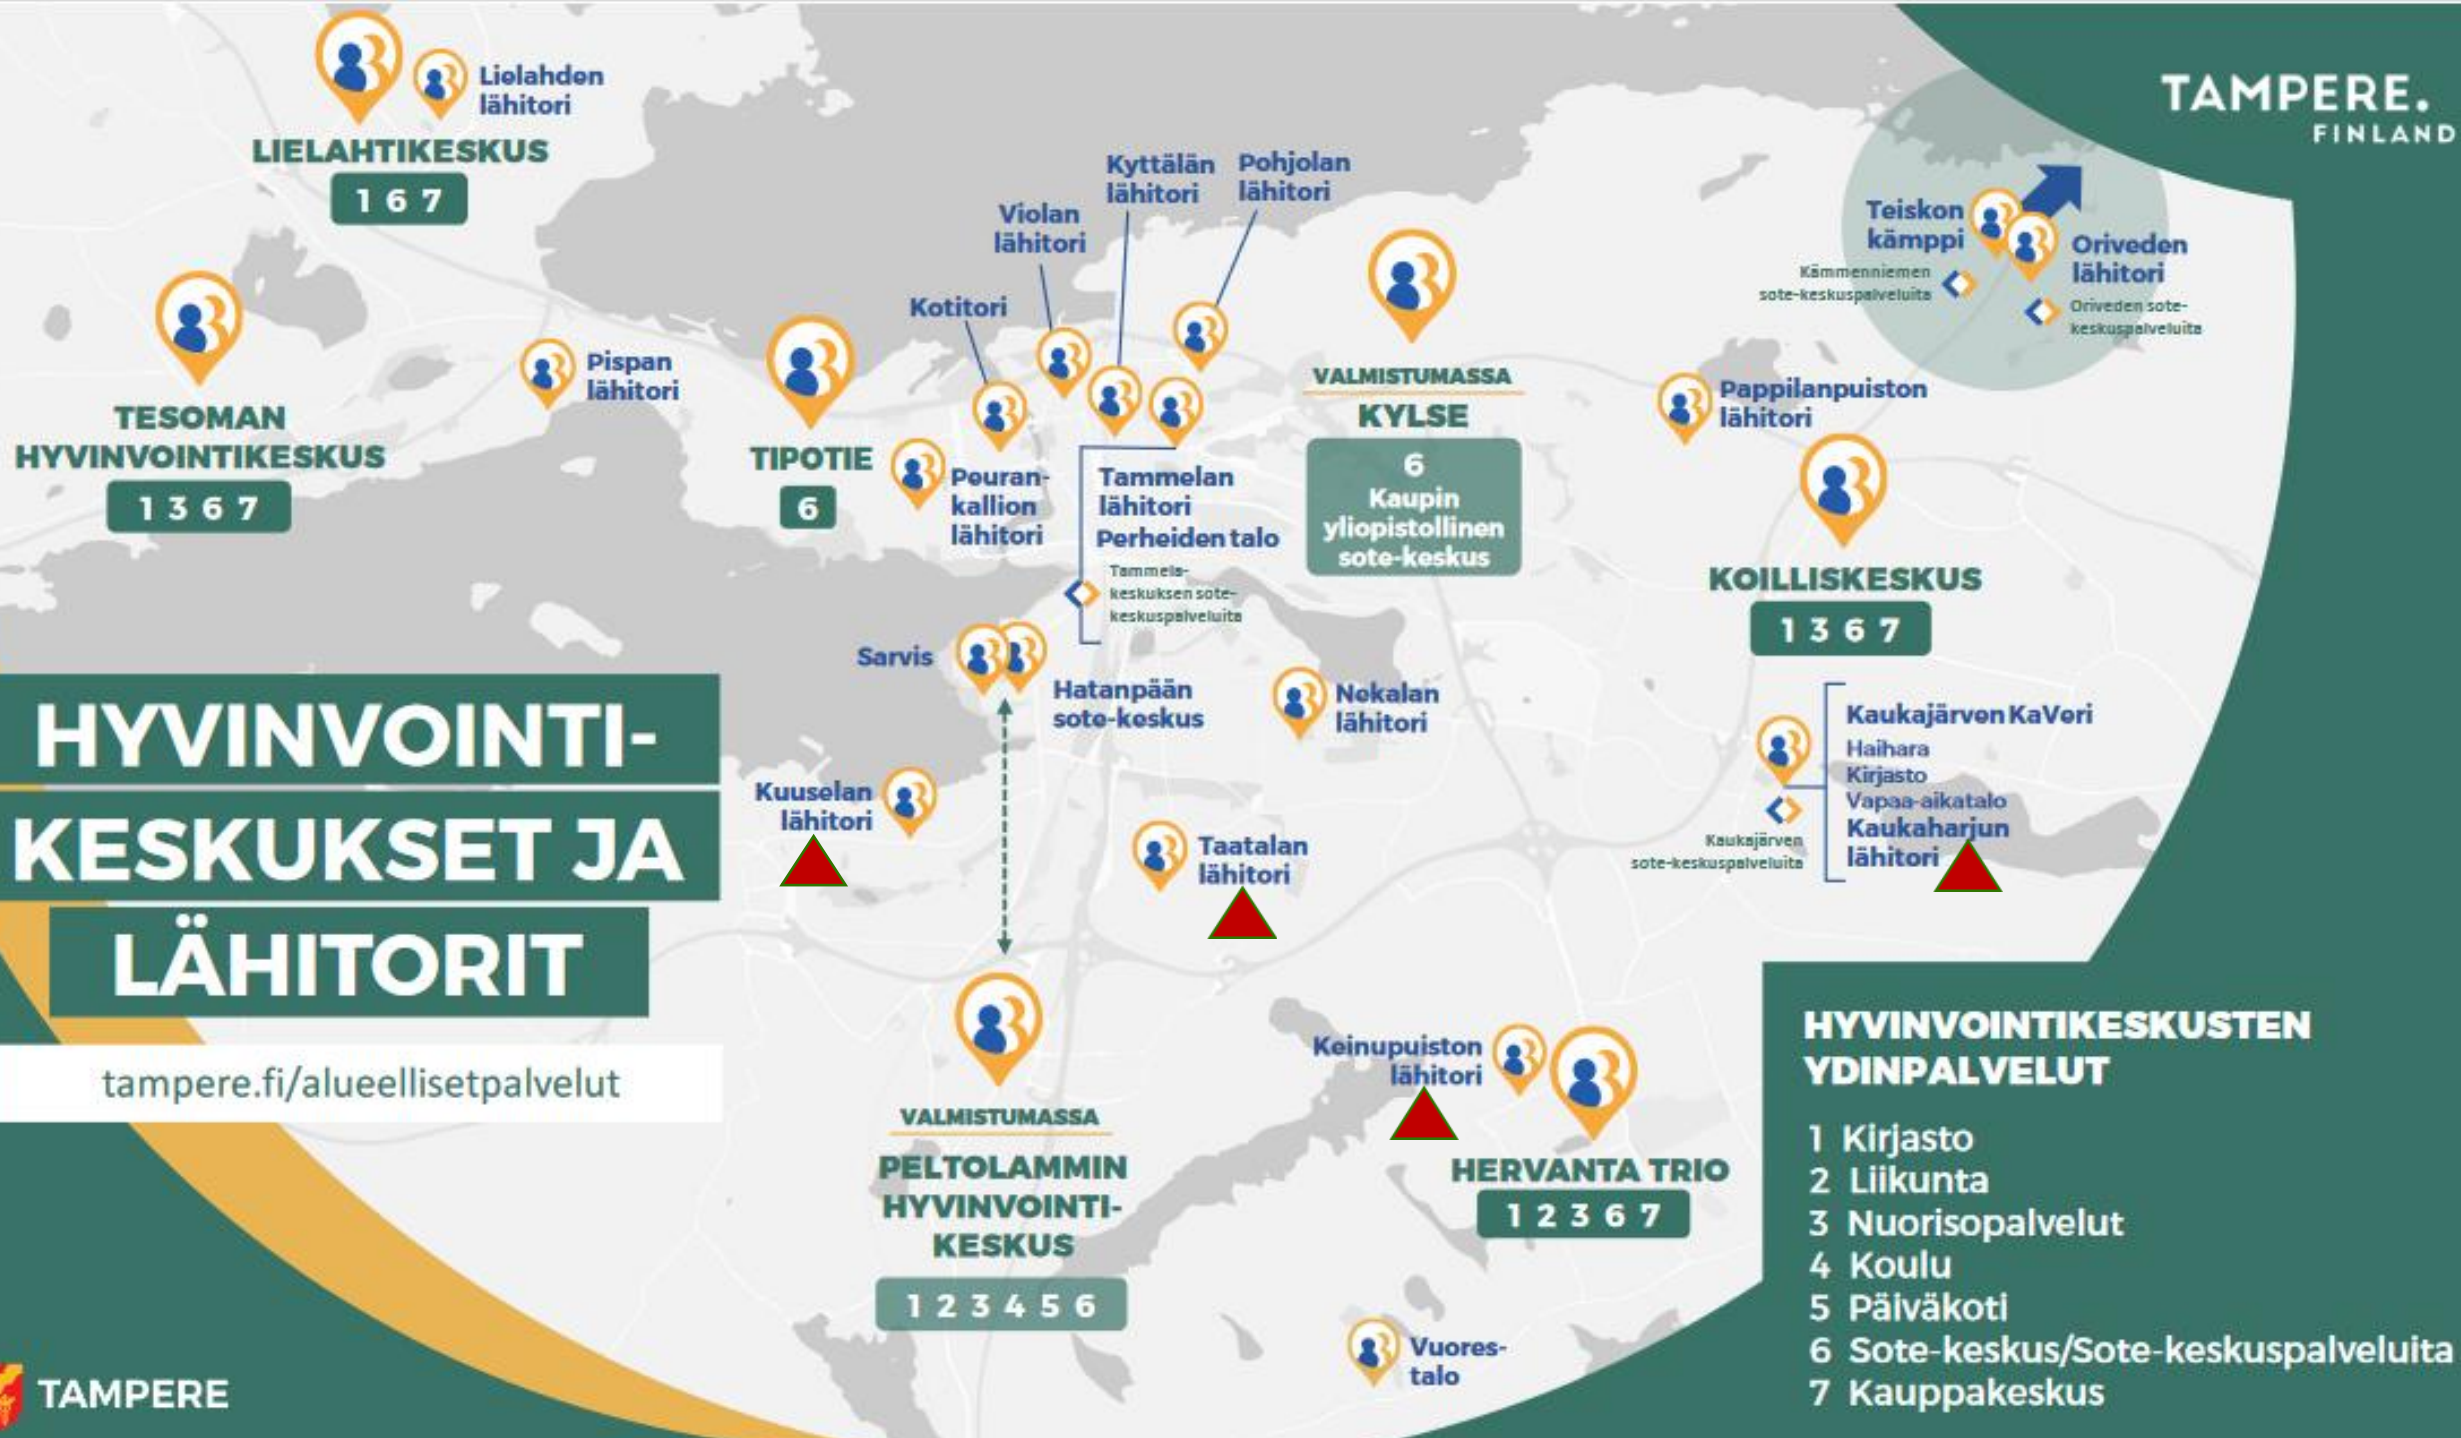 TAMPERE.
FINLAND
Lielahden
lähitori
LIELAHTIKESKUS
1 6 7
TESOMAN
HYVINVOINTIKESKUS
1 3 6 7
Pispan
lähitori
TIPOTIE
6
Kotitori
Violan
lähitori
Kyttälän
lähitori
Pohjolan
lähitori
Peuran-
kallion
lähitori
Tammelan
lähitori
Perheiden talo
Tammela-
keskuksen sote-
keskuspalveluita
VALMISTUMASSA
KYLSE
6
Kaupin
yliopistollinen
sote-keskus
Teiskon
kämppi
Kämmenniemen
sote-keskuspalveluita
Oriveden
lähitori
Oriveden sote-
keskuspalveluita
Pappilanpuiston
lähitori
KOILLISKESKUS
1 3 6 7
Sarvis
Hatanpään
sote-keskus
Nekalan
lähitori
Kaukajärven KaVeri
Haihara
Kirjasto
Vapaa-aikatalo
Kaukaharjun
lähitori
Kaukajärven
sote-keskuspalveluita
HYVINVOINTI-
KESKUKSET JA
LÄHITORIT
tampere.fi/alueellisetpalvelut
Kuuselan
lähitori
Taatalan
lähitori
VALMISTUMASSA
PELTOLAMMIN
HYVINVOINTI-
KESKUS
1 2 3 4 5 6
Keinupuiston
lähitori
HERVANTA TRIO
1 2 3 6 7
Vuores-
talo
HYVINVOINTIKESKUSTEN
YDINPALVELUT
1 Kirjasto
2 Liikunta
3 Nuorisopalvelut
4 Koulu
5 Päiväkoti
6 Sote-keskus/Sote-keskuspalveluita
7 Kauppakeskus
TAMPERE